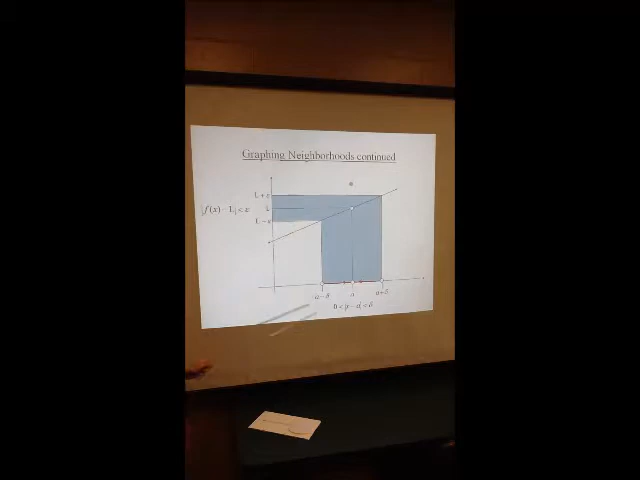 Graphing Neighborhoods continued
L + ε
|f(x) - L| < ε
L
L - ε
a - δ
a
a + δ
0 < |x - a| < δ